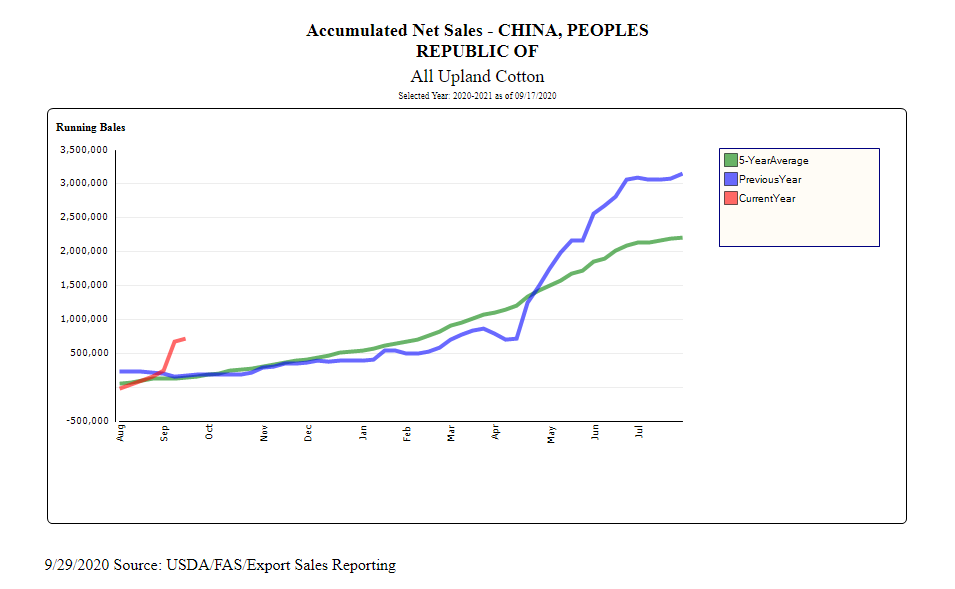 Accumulated Net Sales - CHINA, PEOPLES
REPUBLIC OF
All Upland Cotton
Selected Year: 2020-2021 as of 09/17/2020
Running Bales
3,500,000
3,000,000
2,500,000
2,000,000
1,500,000
1,000,000
500,000
-500,000
Aug
Sep
Oct
Nov
Dec
Jan
Feb
Mar
Apr
May
Jun
Jul
5-YearAverage
PreviousYear
CurrentYear
9/29/2020 Source: USDA/FAS/Export Sales Reporting